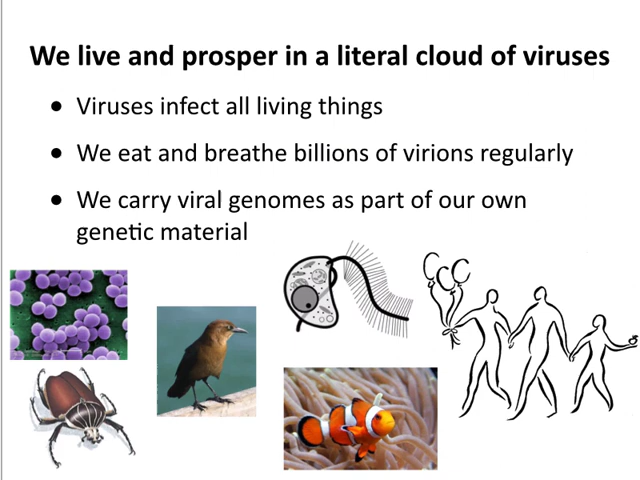 We live and prosper in a literal cloud of viruses
• Viruses infect all living things
• We eat and breathe billions of virions regularly
• We carry viral genomes as part of our own
genetic material